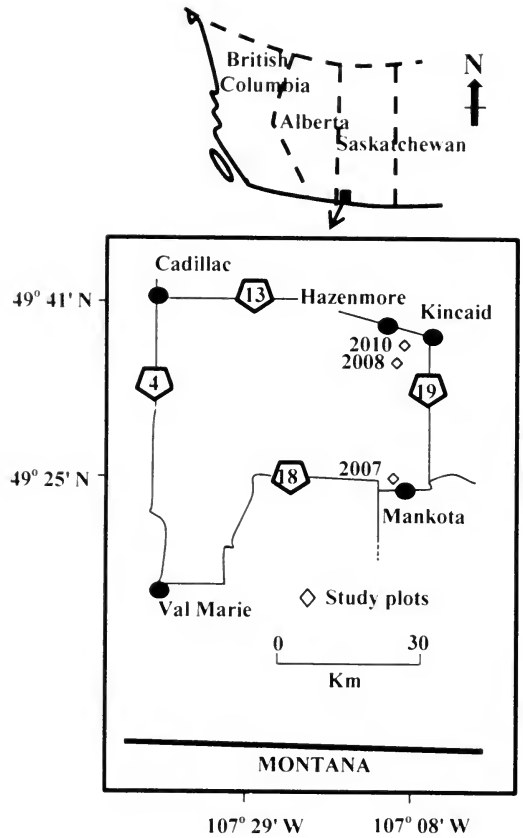 British
Columbia
N
Alberta
Saskatchewan
Cadillac
49° 41' N
13
Hazenmore
Kincaid
2010
2008
4
19
49° 25' N
18
2007
Mankota
Study plots
Val Marie
0 30
Km
MONTANA
107° 29' W 107° 08' W